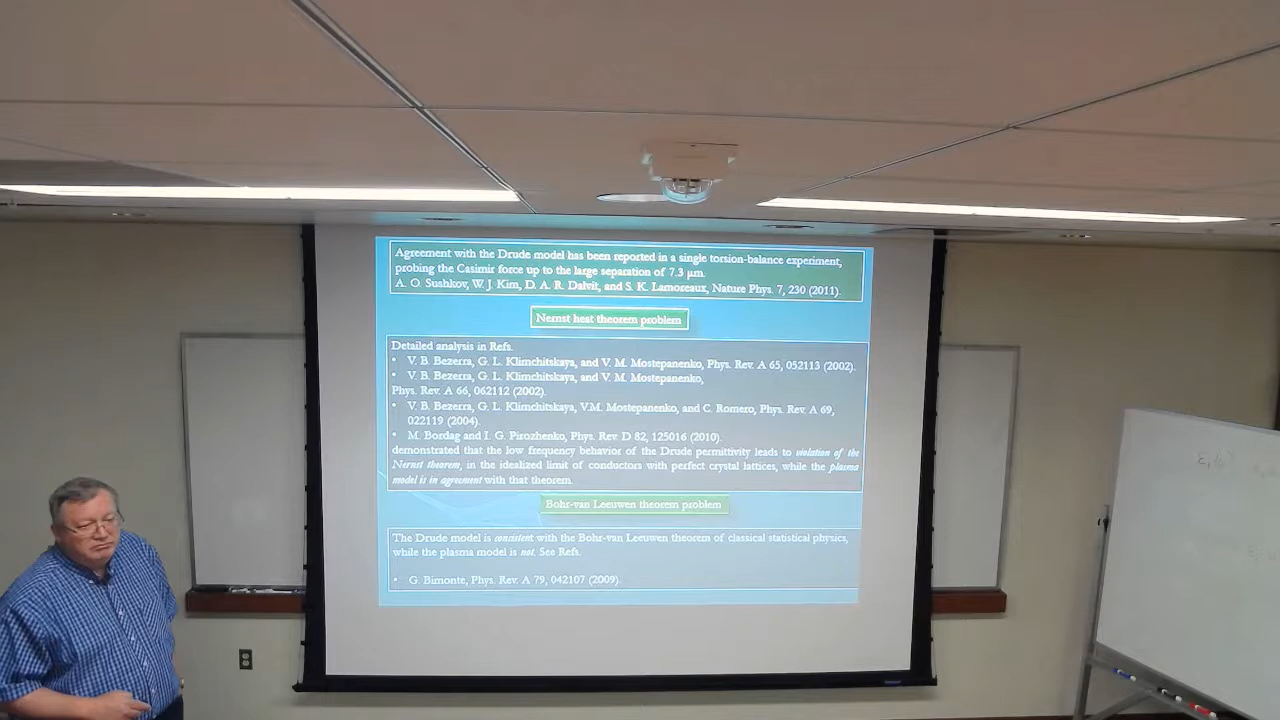 Agreement with the Drude model has been reported in a single torsion-balance experiment,
probing the Casimir force up to the large separation of 7.3 μm.
A. O. Sushkov, W. J. Kim, D. A. R. Dalvit, and S. K. Lamoreaux, Nature Phys. 7, 230 (2011).
Nernst heat theorem problem
Detailed analysis in Refs.
• V. B. Bezerra, G. L. Klimchitskaya, and V. M. Mostepanenko, Phys. Rev. A 65, 052113 (2002).
• V. B. Bezerra, G. L. Klimchitskaya, and V. M. Mostepanenko,
Phys. Rev. A 66, 062112 (2002).
• V. B. Bezerra, G. L. Klimchitskaya, V.M. Mostepanenko, and C. Romero, Phys. Rev. A 69,
022119 (2004).
• M. Bordag and I. G. Pirozhenko, Phys. Rev. D 82, 125016 (2010).
demonstrated that the low frequency behavior of the Drude permittivity leads to violation of the
Nernst theorem, in the idealized limit of conductors with perfect crystal lattices, while the plasma
model is in agreement with that theorem.
Bohr-van Leeuwen theorem problem
The Drude model is consistent with the Bohr-van Leeuwen theorem of classical statistical physics,
while the plasma model is not. See Refs.
• G. Bimonte, Phys. Rev. A 79, 042107 (2009).